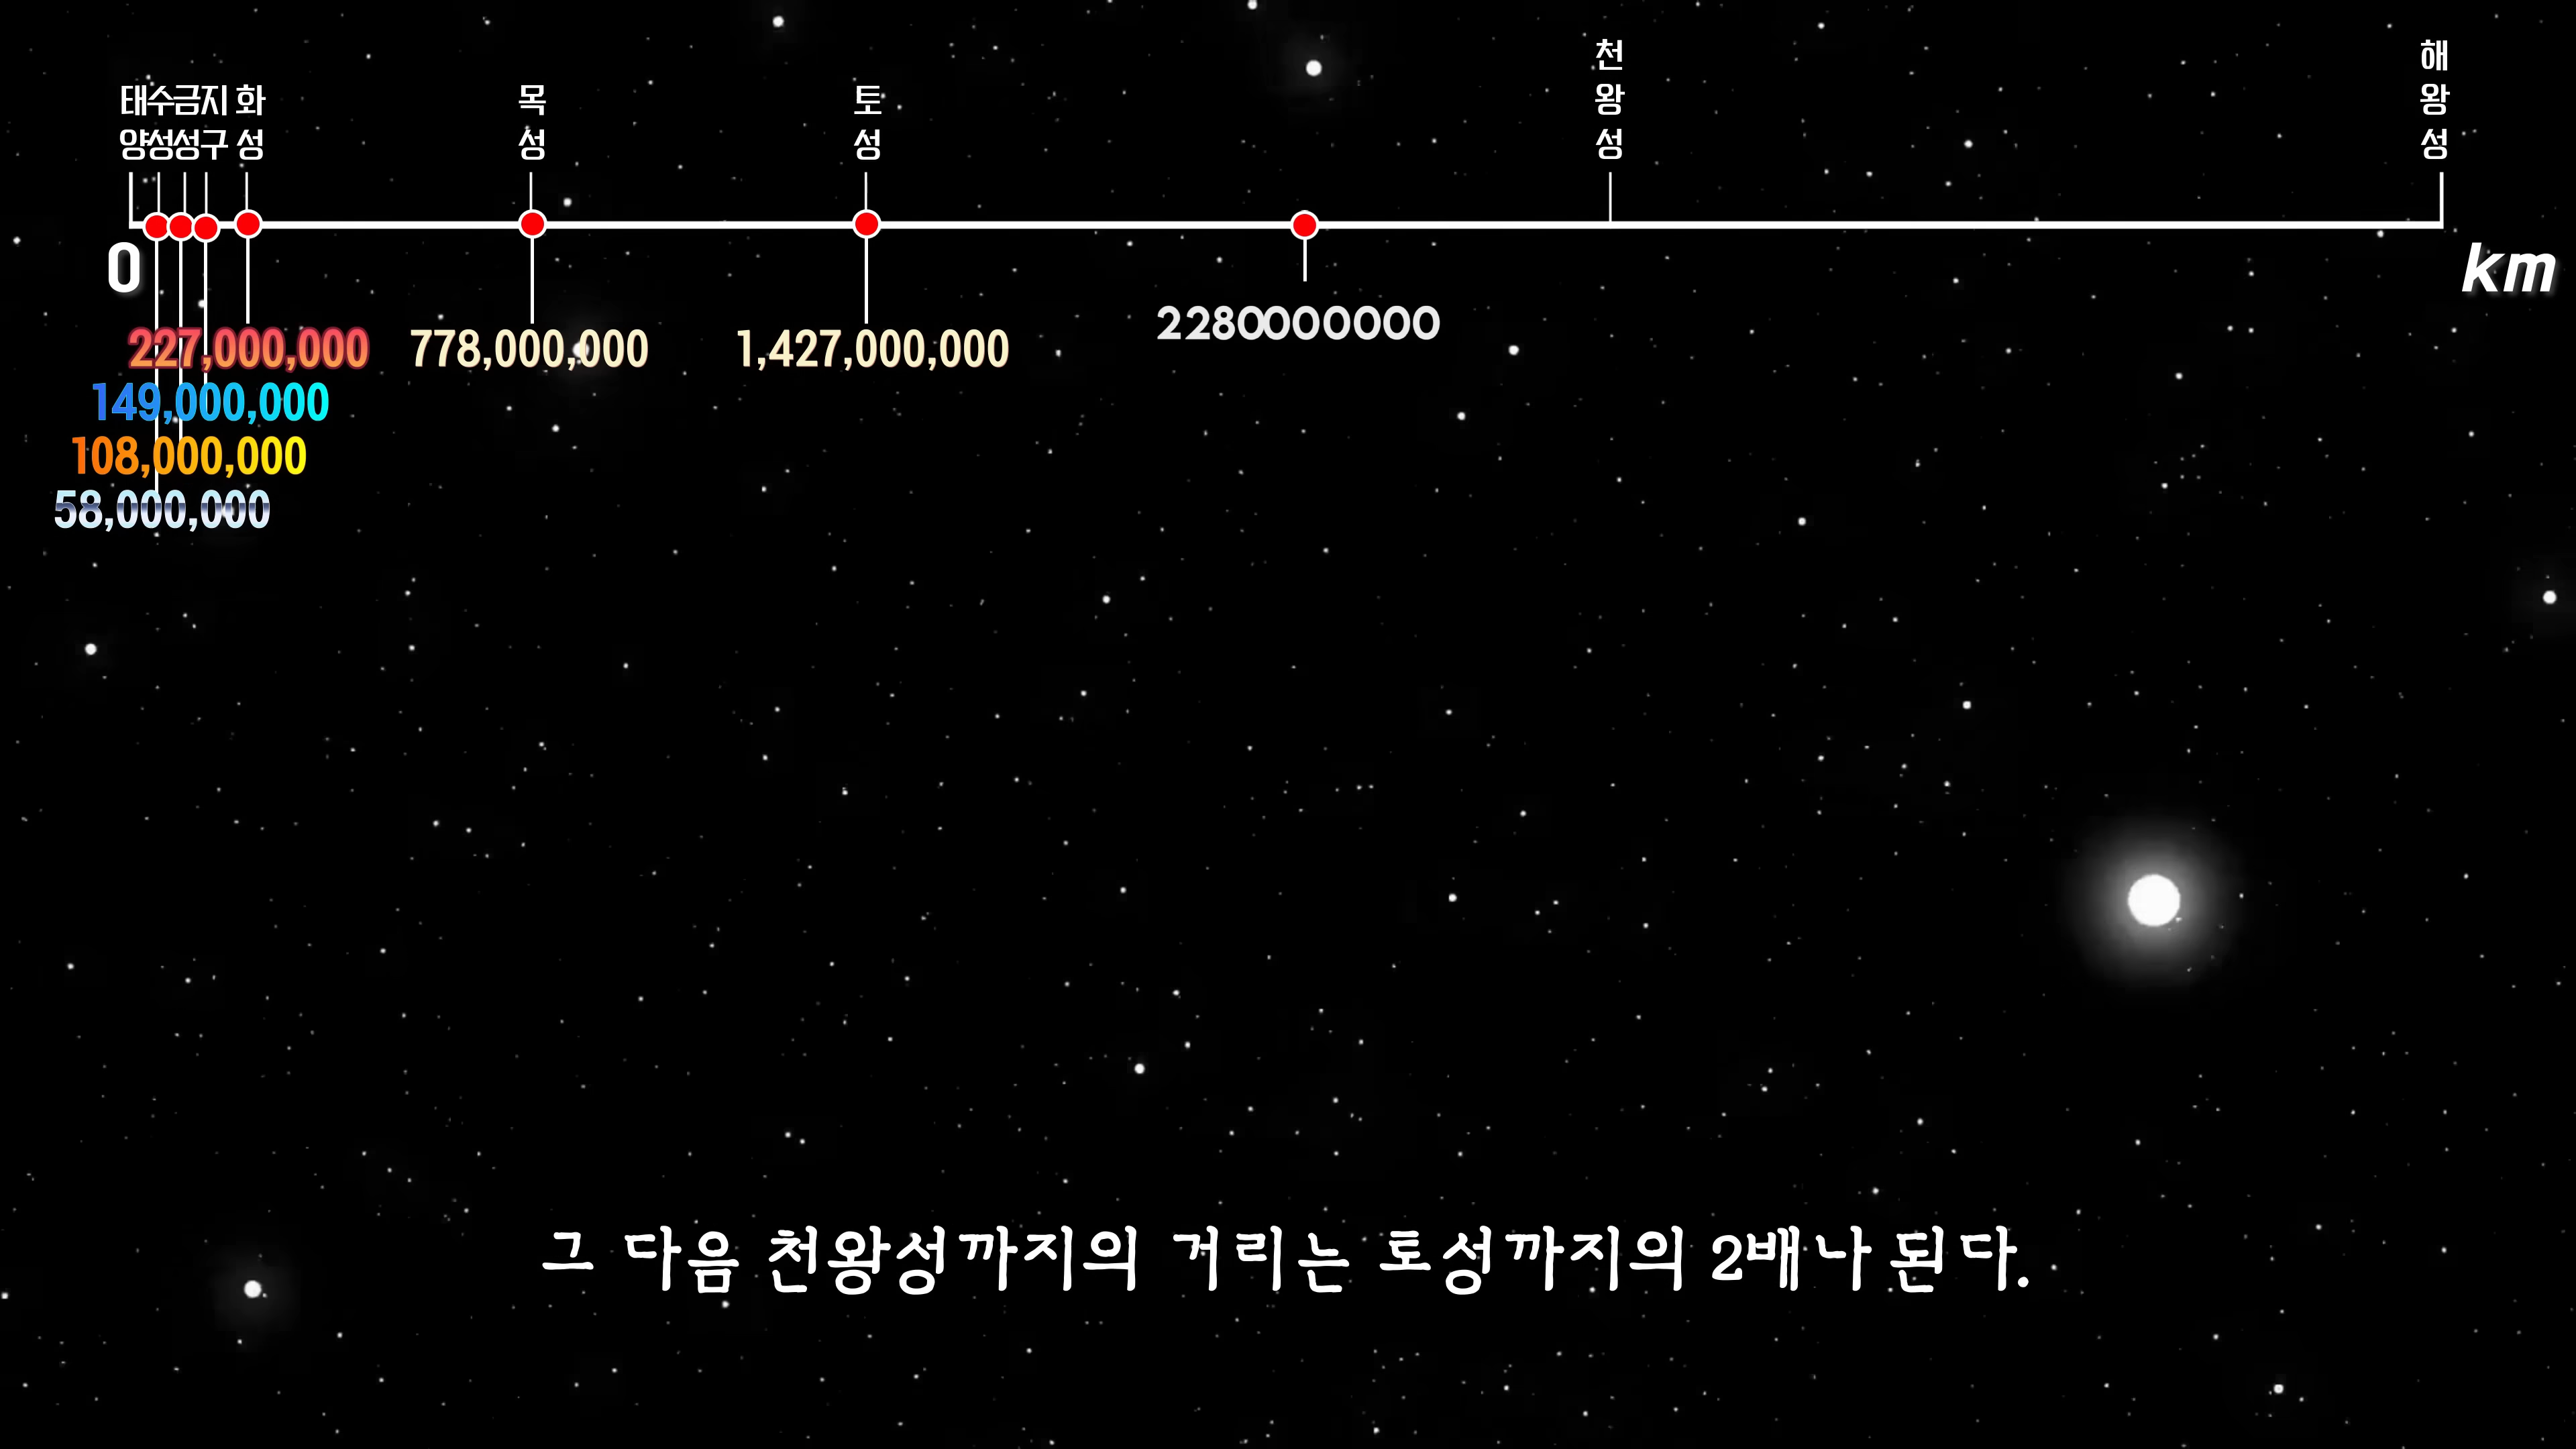 태양
수성
금성
지구
화성
목성
토성
천왕성
해왕성
0
km
227,000,000
778,000,000
1,427,000,000
2280000000
149,000,000
108,000,000
58,000,000
그 다음 천왕성까지의 거리는 토성까지의 2배나 된다.